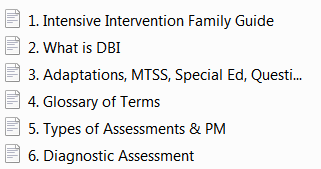 1. Intensive Intervention Family Guide
2. What is DBI
3. Adaptations, MTSS, Special Ed, Questi...
4. Glossary of Terms
5. Types of Assessments & PM
6. Diagnostic Assessment